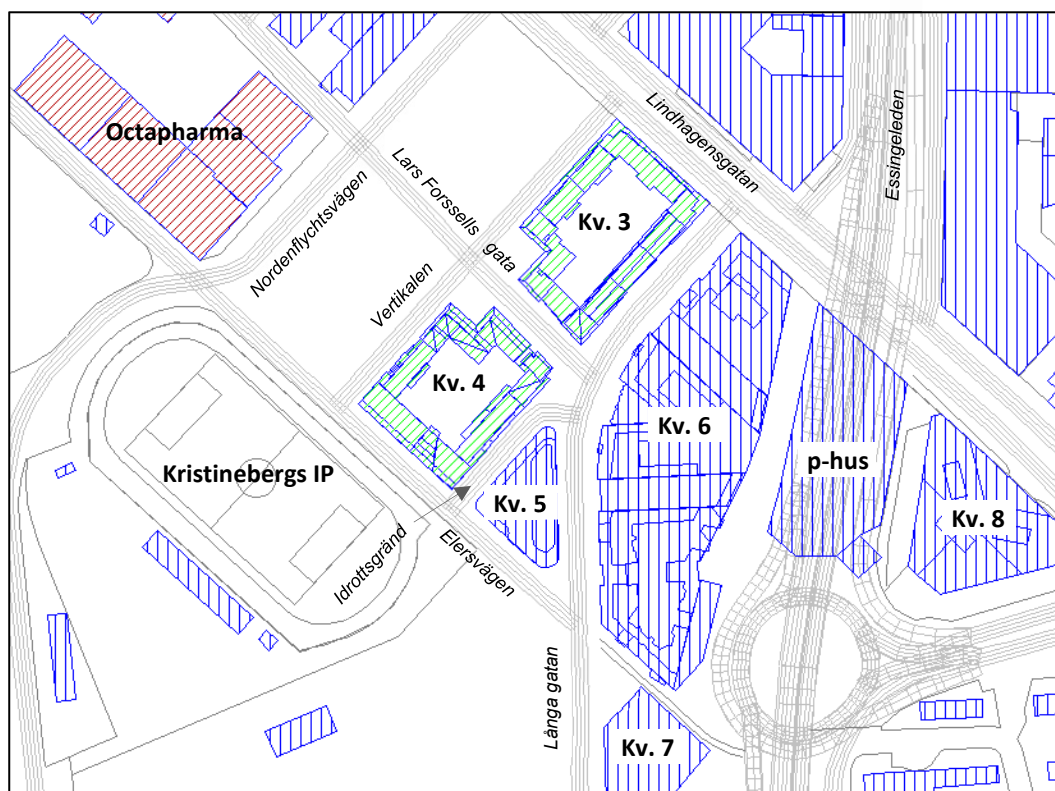 Octapharma
Lindhagensgatan
Essingeleden
Lars Forssells gata
Nordenflychtsvägen
Kv. 3
Vertikalen
Kv. 4
Kv. 6
p-hus
Kristinebergs IP
Kv. 5
Kv. 8
Idrottsgränd
Elersvägen
Långa gatan
Kv. 7